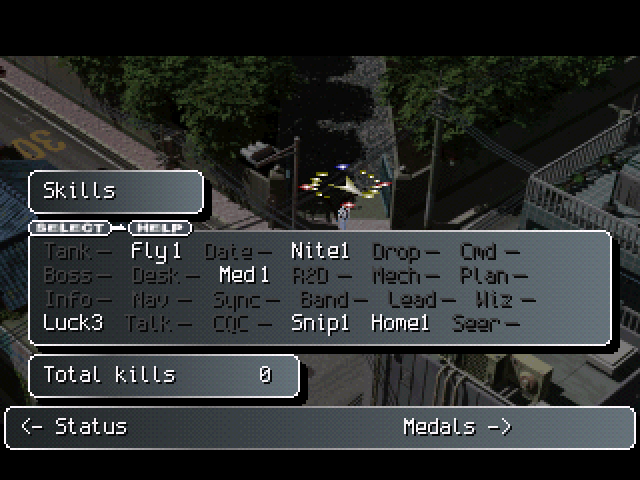 30
Skills
SELECT HELP
Tank — Fly1 Date — Nite1 Drop — Cmd —
Boss — Desk — Med1 R&D — Mech — Plan —
Info — Nav — Sync — Band — Lead — Wiz —
Luck3 Talk — CQC — Snip1 Home1 Seer —
Total kills 0
<- Status Medals ->